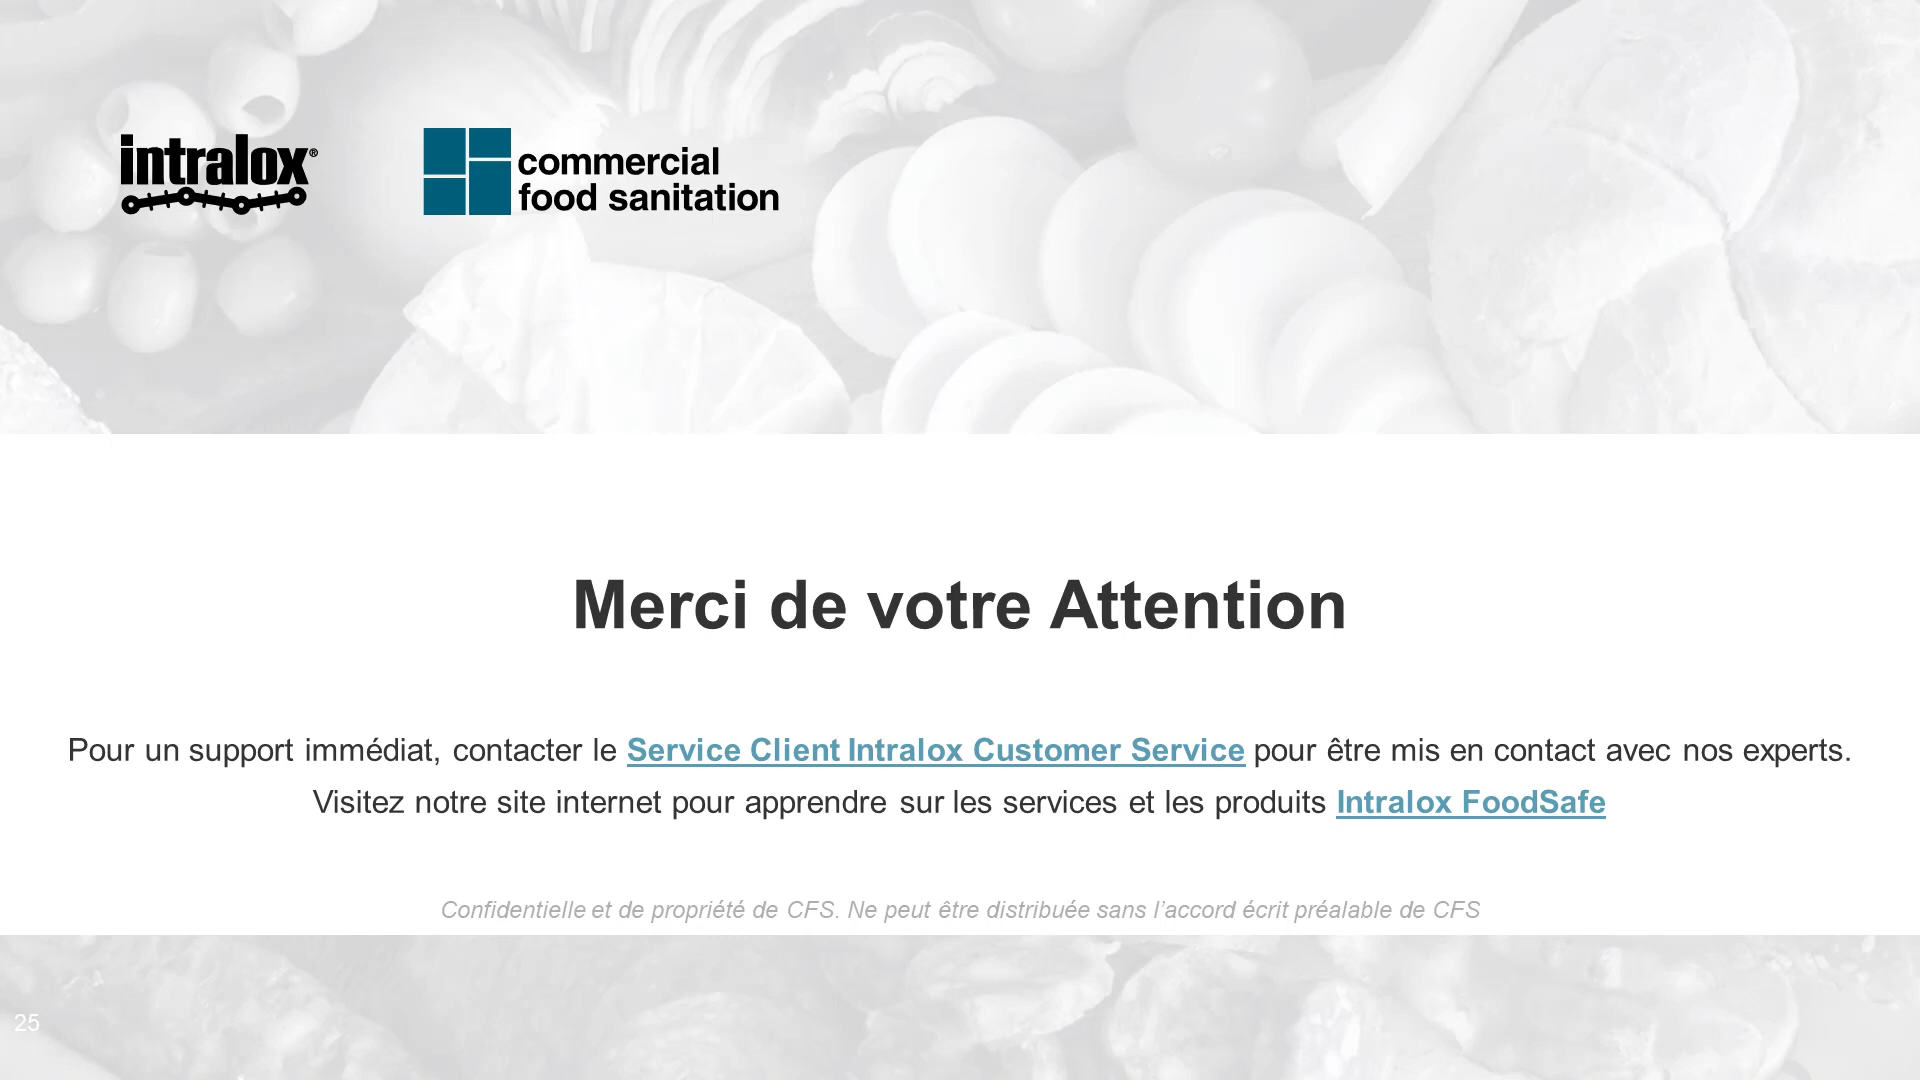 intralox®
commercial
food sanitation
Merci de votre Attention
Pour un support immédiat, contacter le Service Client Intralox Customer Service pour être mis en contact avec nos experts.
Visitez notre site internet pour apprendre sur les services et les produits Intralox FoodSafe
Confidentielle et de propriété de CFS. Ne peut être distribuée sans l’accord écrit préalable de CFS
25